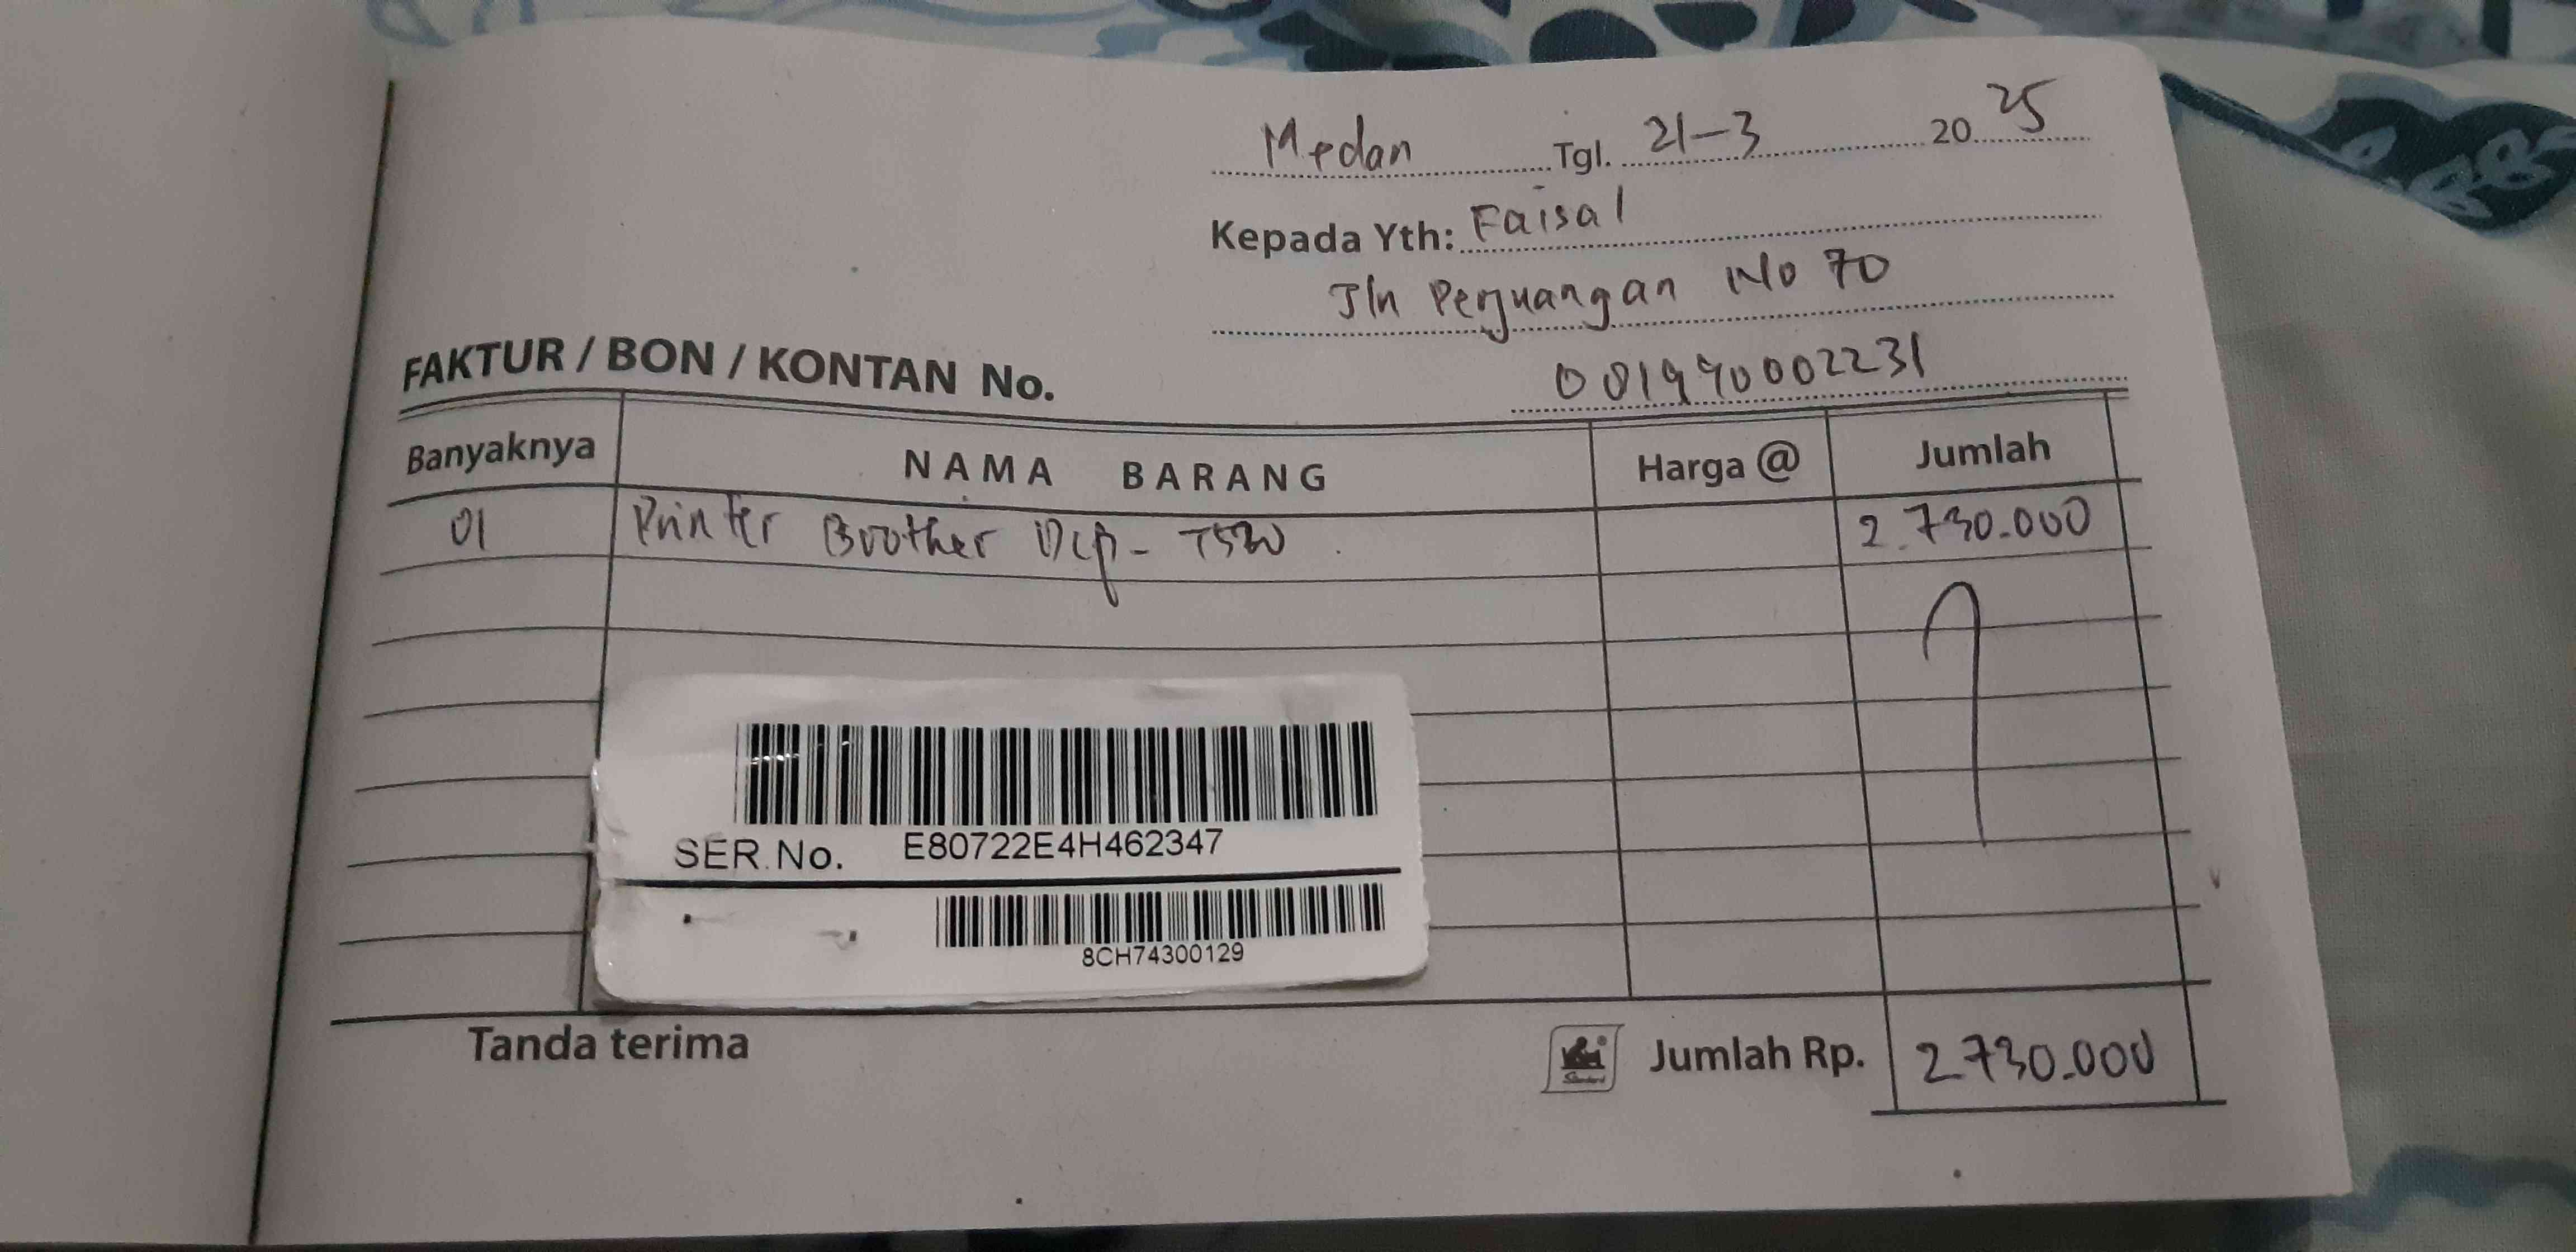 Medan Tgl. 21-3 2025
Kepada Yth: Faisal
Jln Perjuangan No 70
FAKTUR / BON / KONTAN No.
081990002231
Banyaknya NAMA BARANG Harga @ Jumlah
01 Printer Brother Dcp- T520 2.730.000
SER.No. E80722E4H462347
8CH74300129
Tanda terima
Standard
Jumlah Rp. 2.730.000